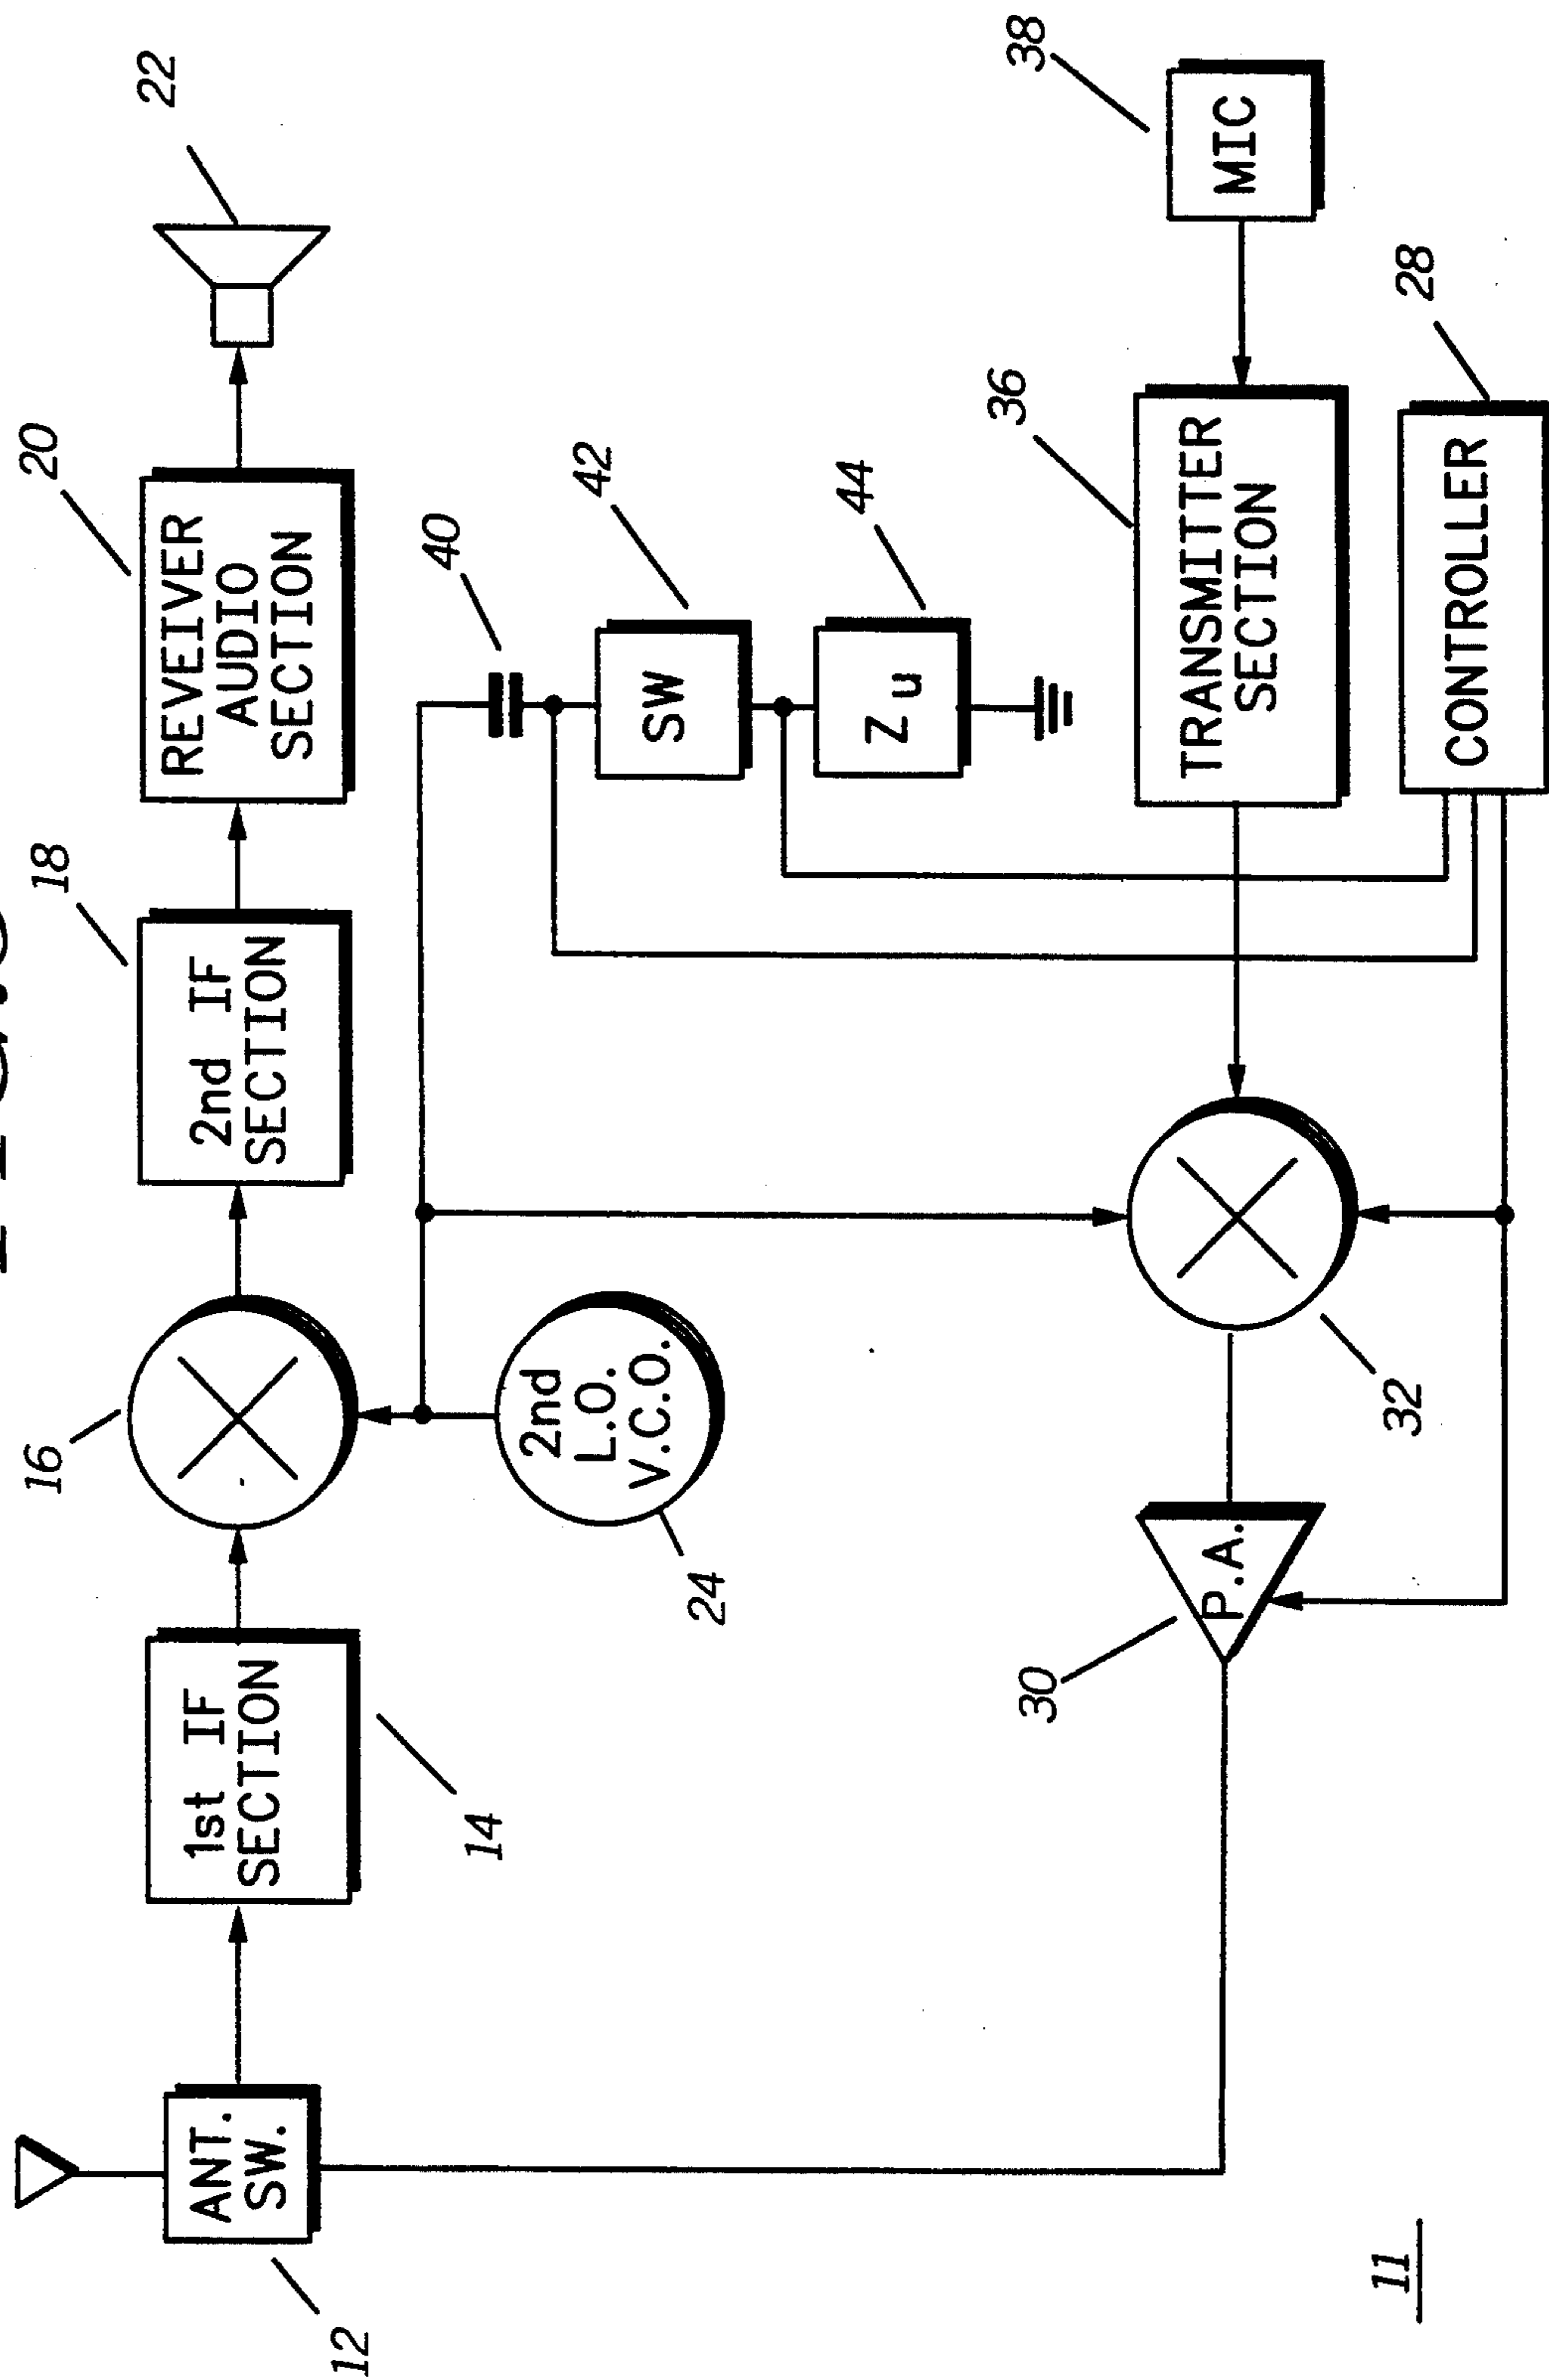 22
20
18
16
REVEIVER
AUDIO
SECTION
2nd IF
SECTION
1st IF
SECTION
14
ANT.
SW.
12
2nd
L.O.
V.C.O.
24
40
42
SW
44
Zu
38
MIC
36
TRANSMITTER
SECTION
28
CONTROLLER
32
30
P.A.
11